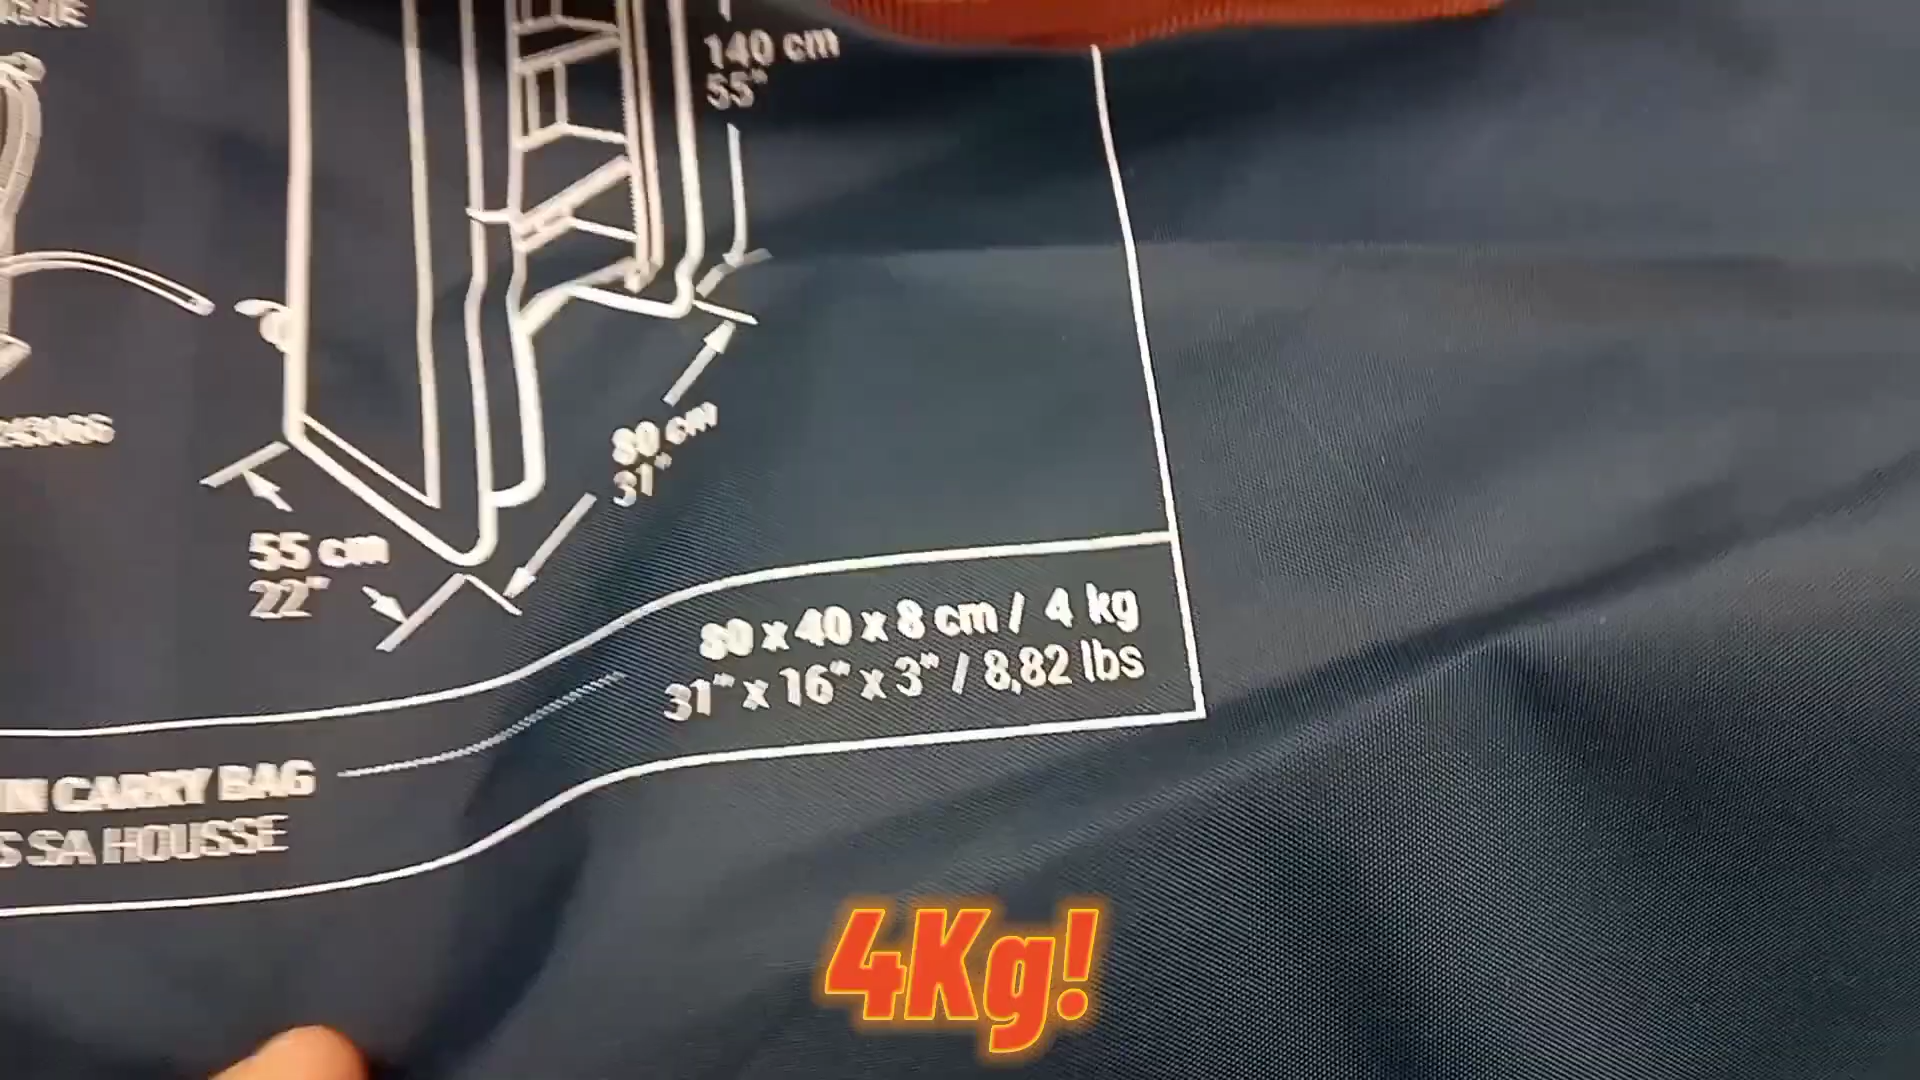 140 cm
55"
80 cm
31"
55 cm
22"
80 x 40 x 8 cm / 4 kg
31" x 16" x 3" / 8,82 lbs
IN CARRY BAG
S SA HOUSSE
4Kg!